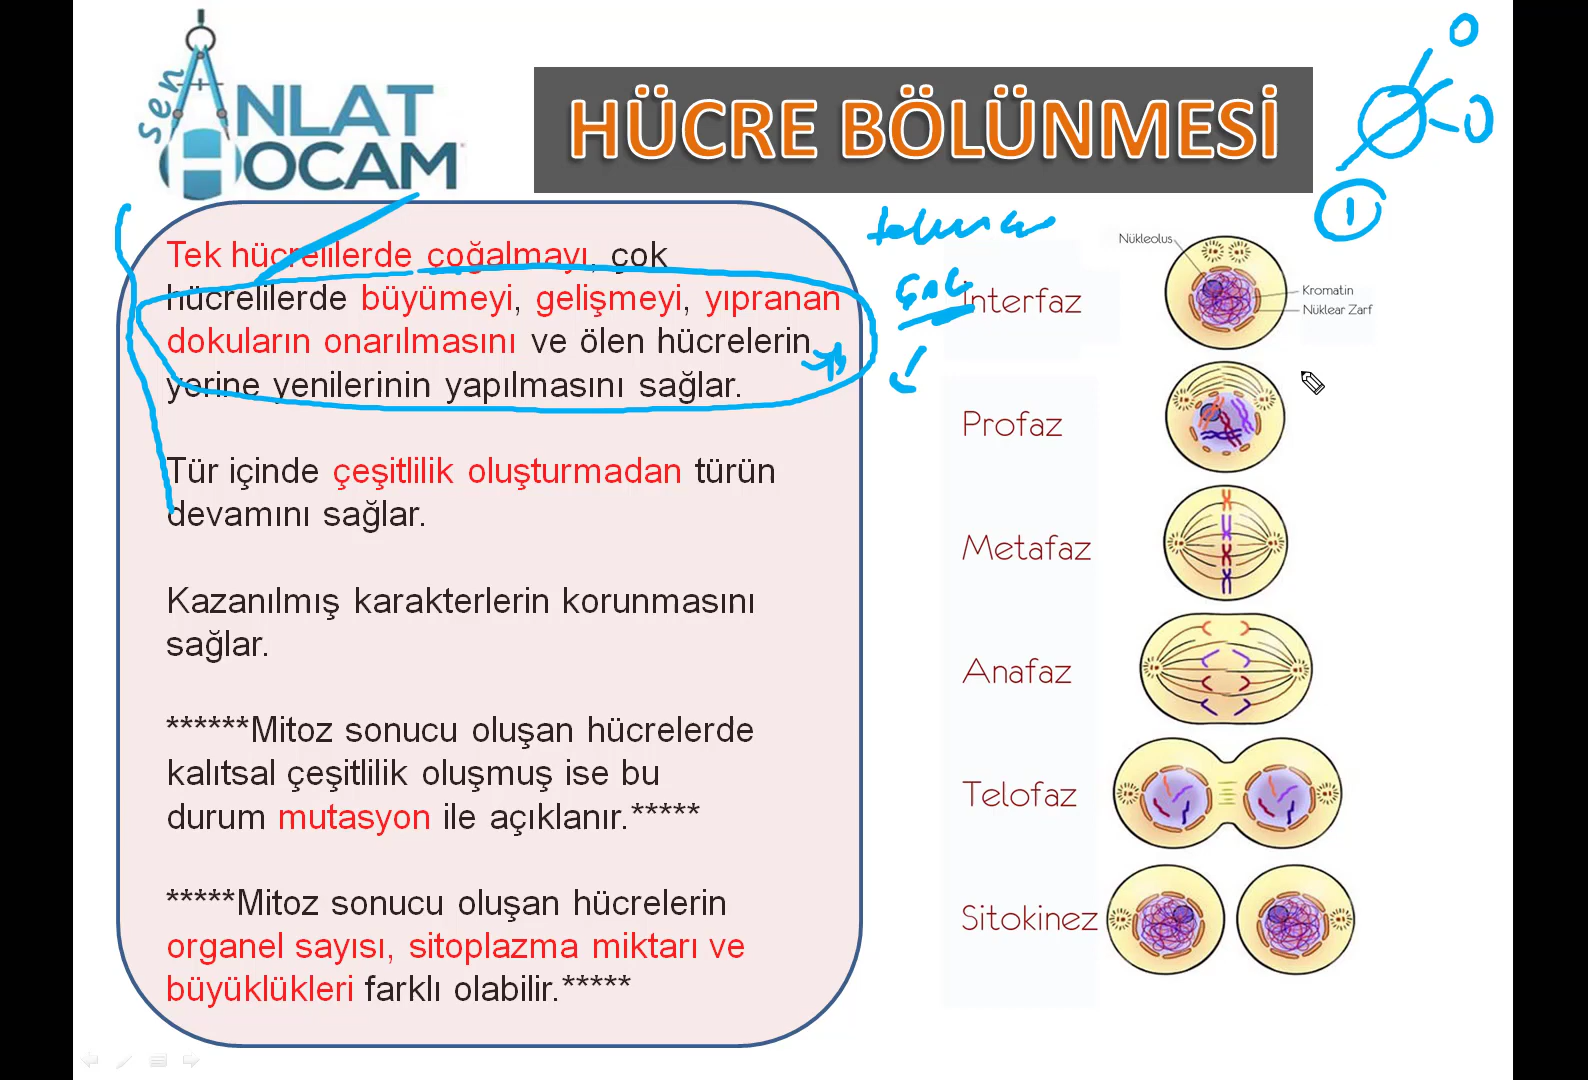 sen
ANLAT
HOCAM
HÜCRE BÖLÜNMESİ
1
Tek hücrelilerde çoğalmayı, çok
hücrelilerde büyümeyi, gelişmeyi, yıpranan
dokuların onarılmasını ve ölen hücrelerin
yerine yenilerinin yapılmasını sağlar.
Tür içinde çeşitlilik oluşturmadan türün
devamını sağlar.
Kazanılmış karakterlerin korunmasını
sağlar.
******Mitoz sonucu oluşan hücrelerde
kalıtsal çeşitlilik oluşmuş ise bu
durum mutasyon ile açıklanır.*****
*****Mitoz sonucu oluşan hücrelerin
organel sayısı, sitoplazma miktarı ve
büyüklükleri farklı olabilir.*****
Nükleolus
İnterfaz
Kromatin
Nüklear Zarf
Profaz
Metafaz
Anafaz
Telofaz
Sitokinez